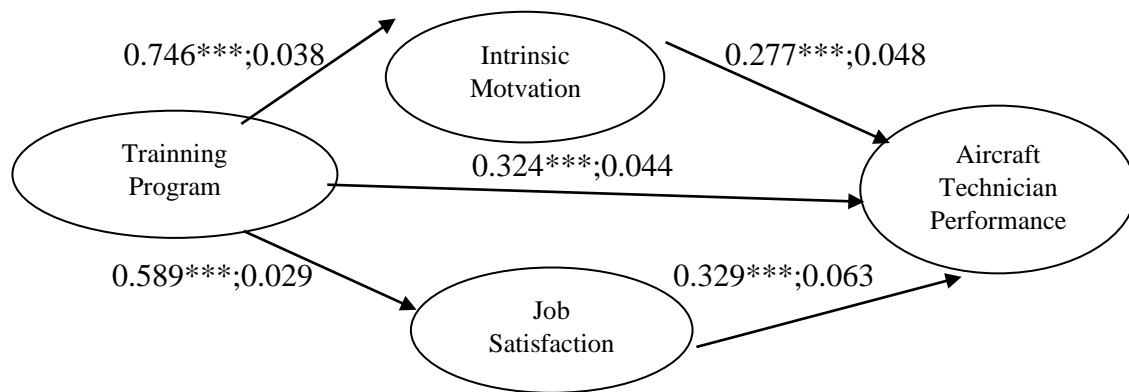 0.746***;0.038
Intrinsic
Motvation
0.277***;0.048
Trainning
Program
0.324***;0.044
Aircraft
Technician
Performance
0.589***;0.029
Job
Satisfaction
0.329***;0.063